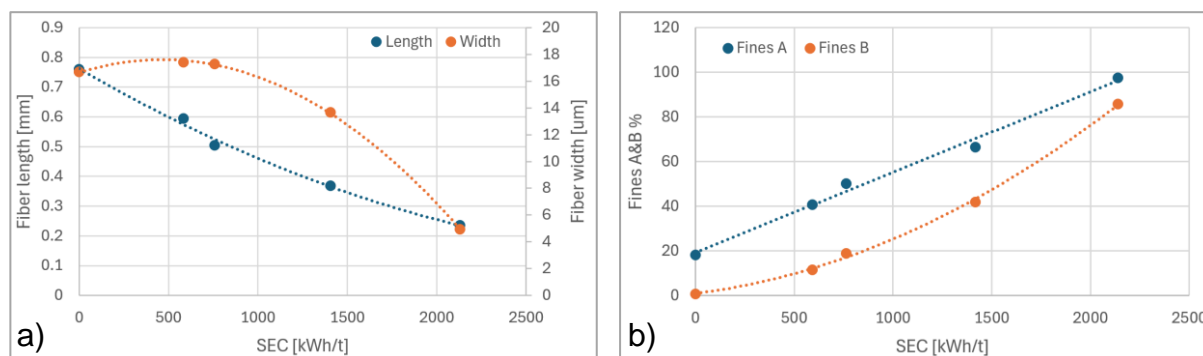 0.9
0.8
0.7
0.6
0.5
0.4
0.3
0.2
0.1
0
Fiber length [mm]
Length Width
20
18
16
14
12
10
8
6
4
2
0
Fiber width [um]
0 500 1000 1500 2000 2500
SEC [kWh/t]
a)
120
100
80
60
40
20
0
Fines A&B %
Fines A Fines B
0 500 1000 1500 2000 2500
SEC [kWh/t]
b)